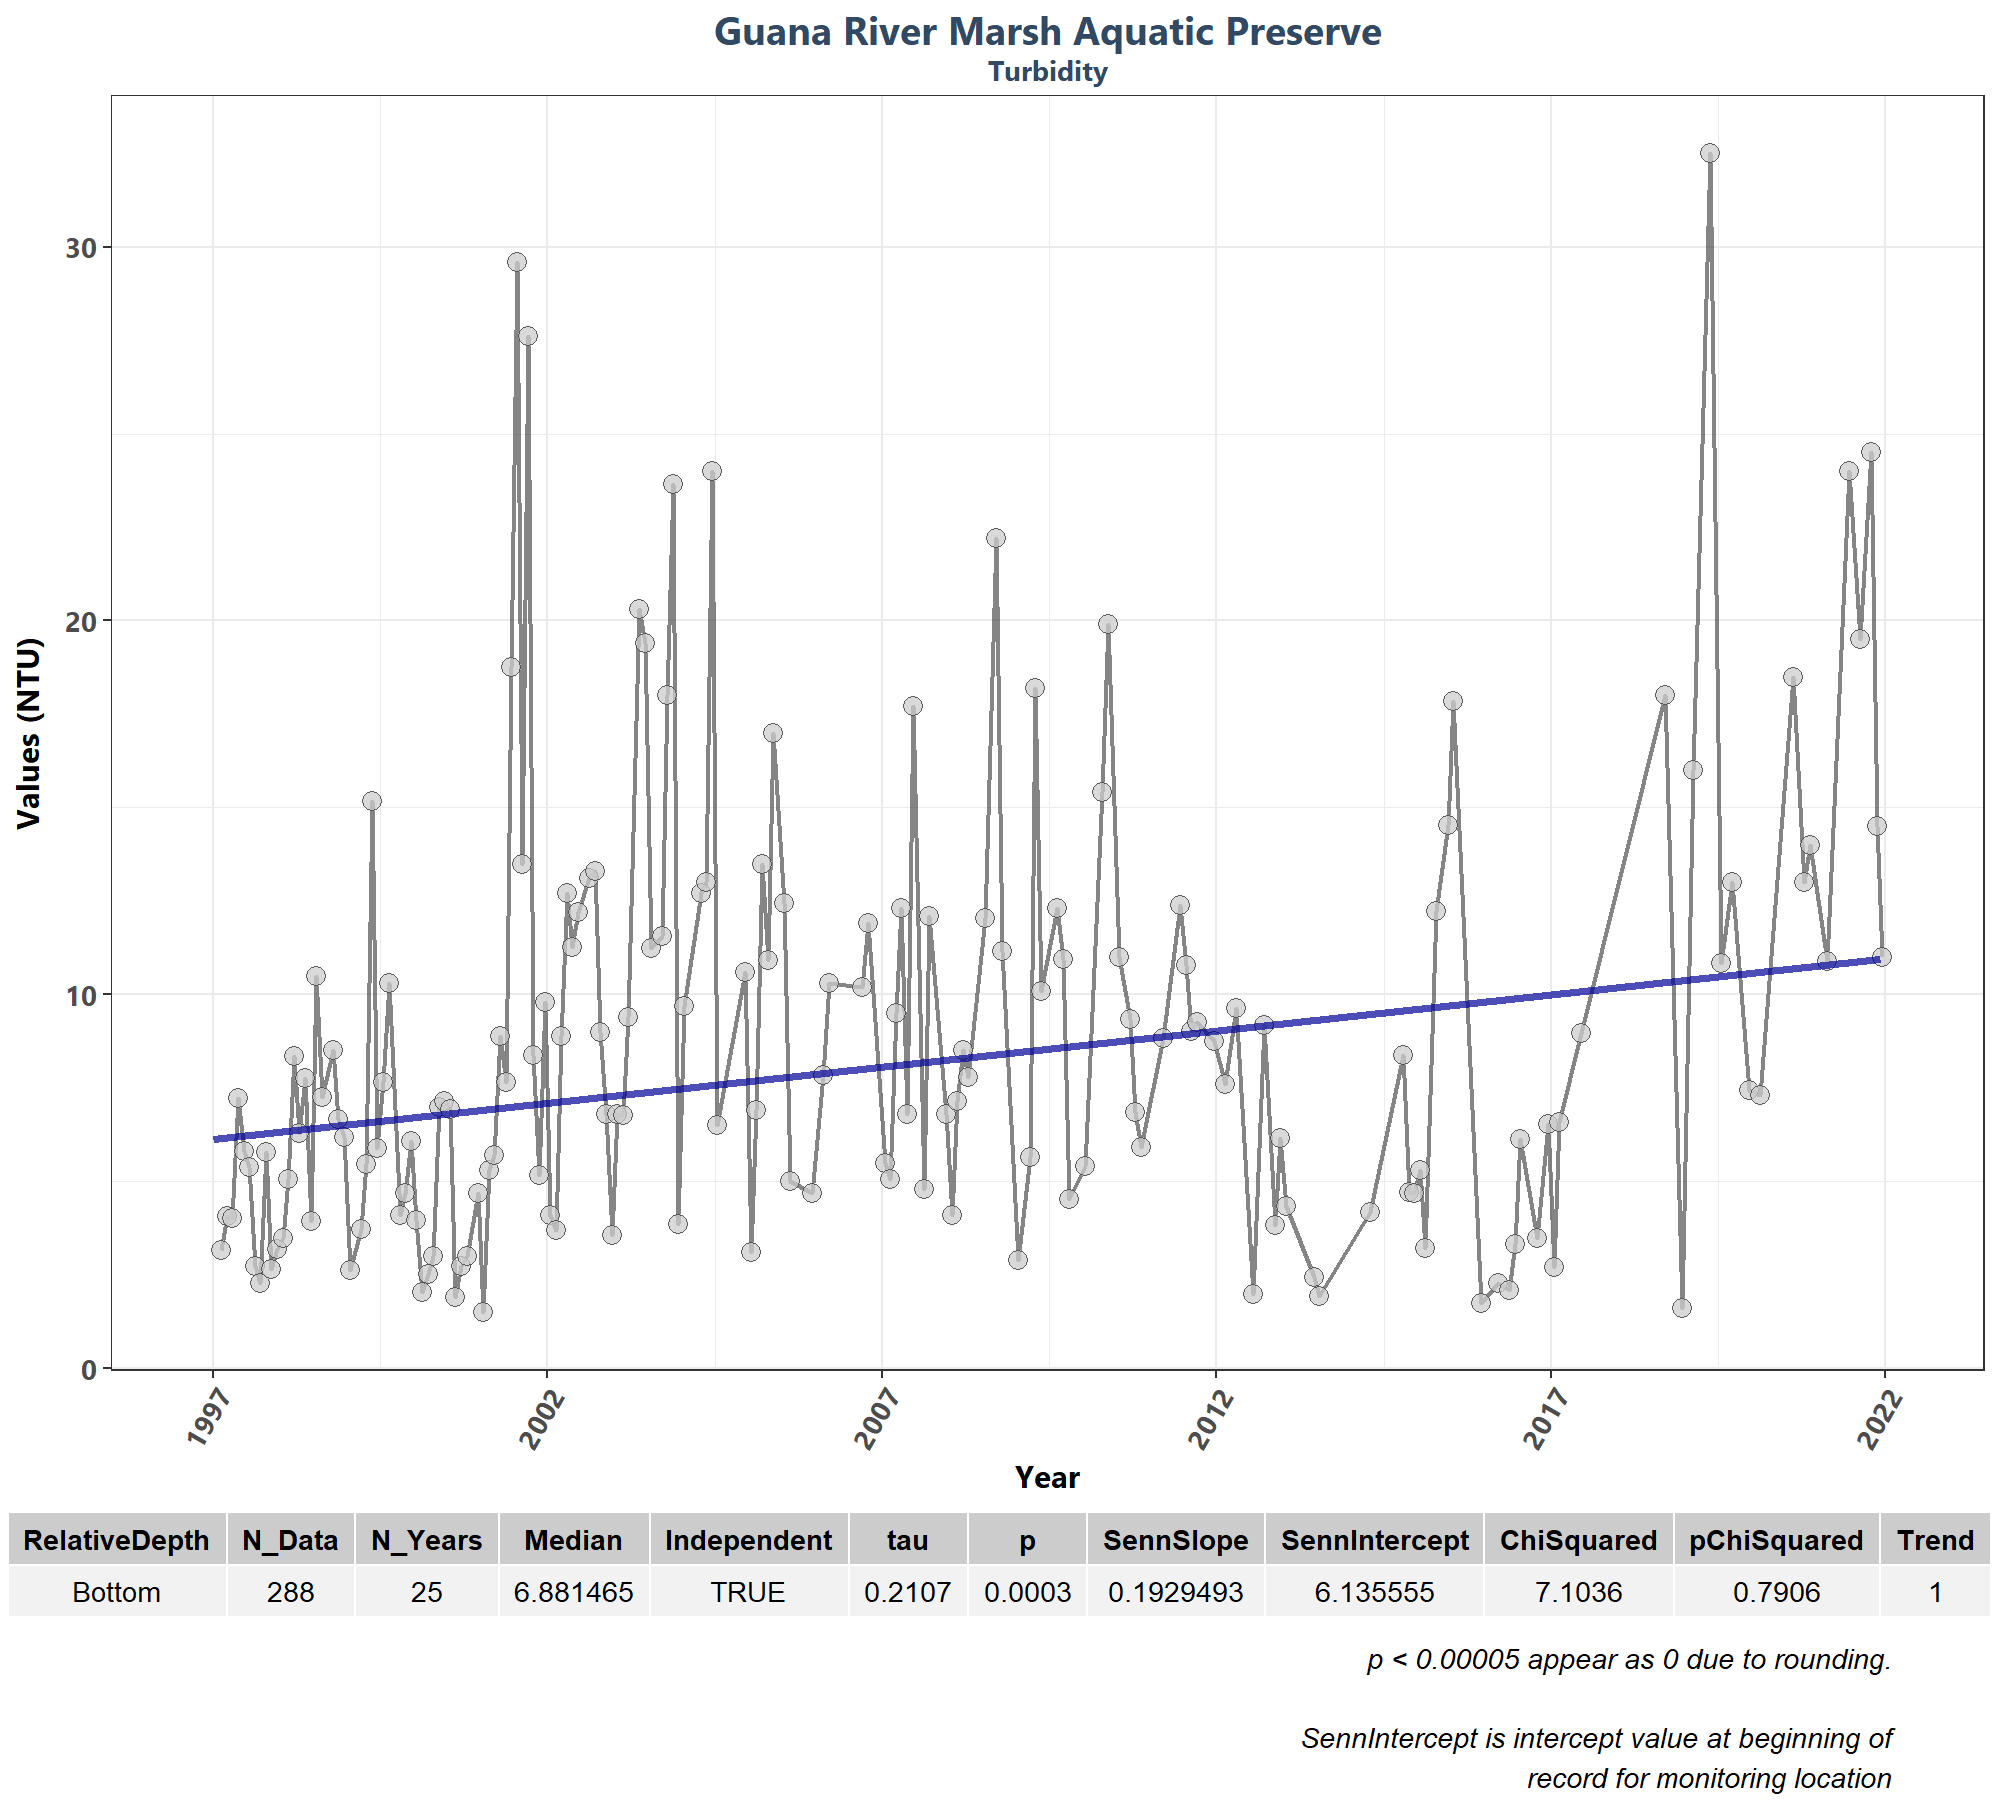 Guana River Marsh Aquatic Preserve
Turbidity
Values (NTU)
30
20
10
0
1997 2002 2007 2012 2017 2022
Year
RelativeDepth N_Data N_Years Median Independent tau p SennSlope SennIntercept ChiSquared pChiSquared Trend
Bottom 288 25 6.881465 TRUE 0.2107 0.0003 0.1929493 6.135555 7.1036 0.7906 1
p < 0.00005 appear as 0 due to rounding.
SennIntercept is intercept value at beginning of
record for monitoring location